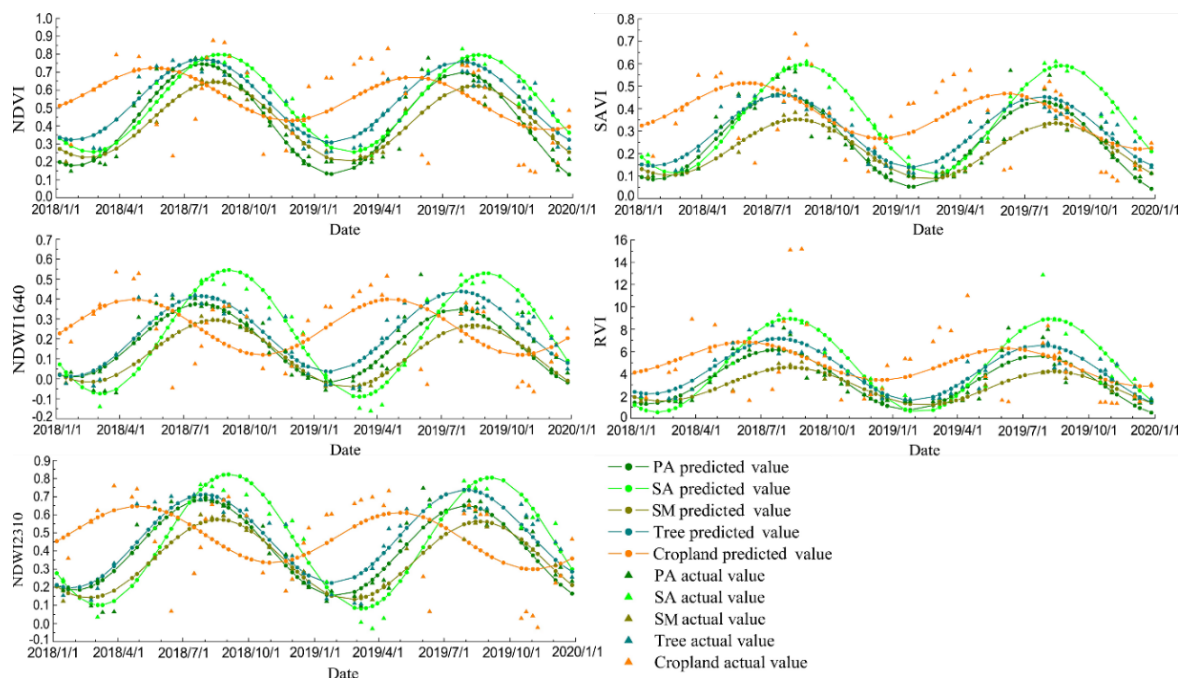 NDVI
1.0
0.9
0.8
0.7
0.6
0.5
0.4
0.3
0.2
0.1
0.0
2018/1/1 2018/4/1 2018/7/1 2018/10/1 2019/1/1 2019/4/1 2019/7/1 2019/10/1 2020/1/1
Date
SAVI
0.8
0.7
0.6
0.5
0.4
0.3
0.2
0.1
0.0
2018/1/1 2018/4/1 2018/7/1 2018/10/1 2019/1/1 2019/4/1 2019/7/1 2019/10/1 2020/1/1
Date
NDWI1640
0.7
0.6
0.5
0.4
0.3
0.2
0.1
0.0
-0.1
-0.2
2018/1/1 2018/4/1 2018/7/1 2018/10/1 2019/1/1 2019/4/1 2019/7/1 2019/10/1 2020/1/1
Date
RVI
16
14
12
10
8
6
4
2
0
2018/1/1 2018/4/1 2018/7/1 2018/10/1 2019/1/1 2019/4/1 2019/7/1 2019/10/1 2020/1/1
Date
NDWI2310
0.9
0.8
0.7
0.6
0.5
0.4
0.3
0.2
0.1
0.0
-0.1
2018/1/1 2018/4/1 2018/7/1 2018/10/1 2019/1/1 2019/4/1 2019/7/1 2019/10/1 2020/1/1
Date
PA predicted value
SA predicted value
SM predicted value
Tree predicted value
Cropland predicted value
PA actual value
SA actual value
SM actual value
Tree actual value
Cropland actual value